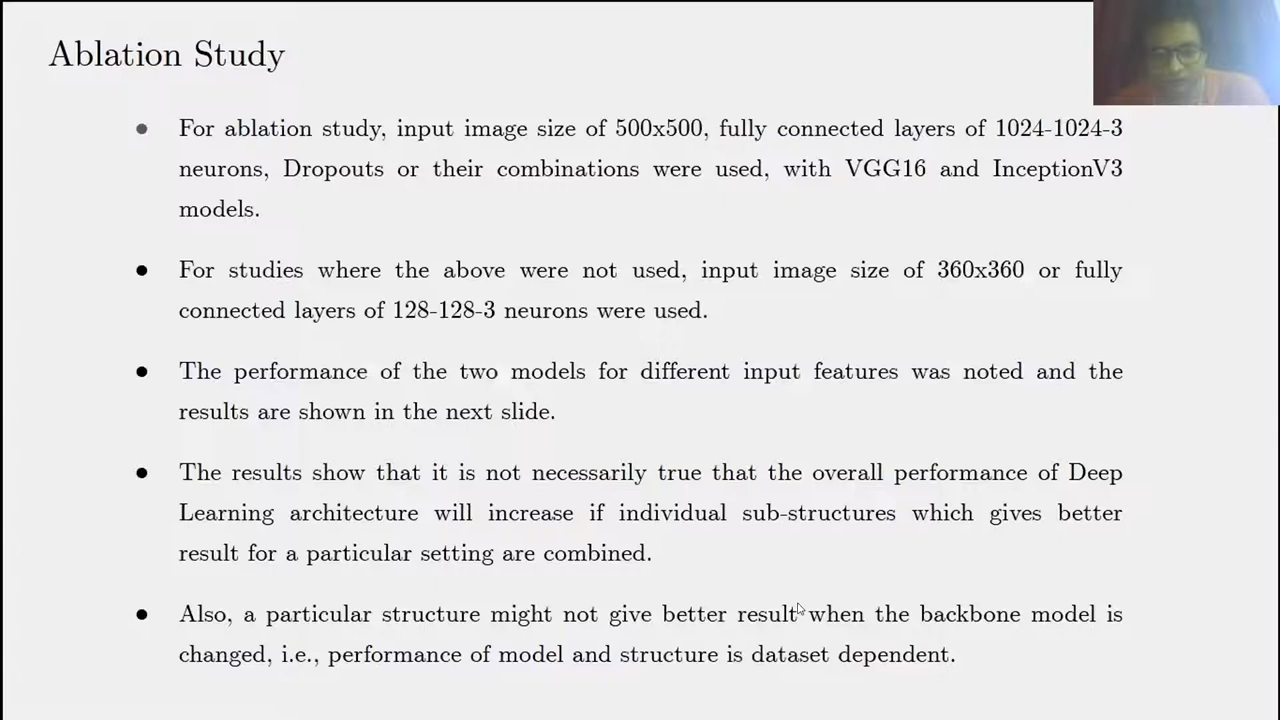 Ablation Study
● For ablation study, input image size of 500x500, fully connected layers of 1024-1024-3
neurons, Dropouts or their combinations were used, with VGG16 and InceptionV3
models.
● For studies where the above were not used, input image size of 360x360 or fully
connected layers of 128-128-3 neurons were used.
● The performance of the two models for different input features was noted and the
results are shown in the next slide.
● The results show that it is not necessarily true that the overall performance of Deep
Learning architecture will increase if individual sub-structures which gives better
result for a particular setting are combined.
● Also, a particular structure might not give better result when the backbone model is
changed, i.e., performance of model and structure is dataset dependent.